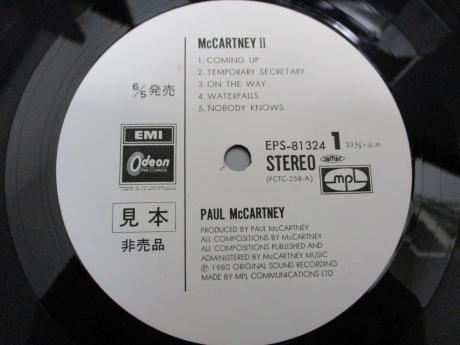 McCARTNEY II
1. COMING UP
2. TEMPORARY SECRETARY
3. ON THE WAY
4. WATERFALLS
5. NOBODY KNOWS
6/5発売
EMI
Odeon
RECORDS
見本
非売品
EPS-81324 1 33⅓ r.p.m.
STEREO
(PCTC-258-A)
mpl
PAUL McCARTNEY
PRODUCED BY PAUL McCARTNEY
ALL COMPOSITIONS BY McCARTNEY
ALL COMPOSITIONS PUBLISHED AND
ADMINISTERED BY McCARTNEY MUSIC
Ⓟ 1980 ORIGINAL SOUND RECORDING
MADE BY MPL COMMUNICATIONS LTD